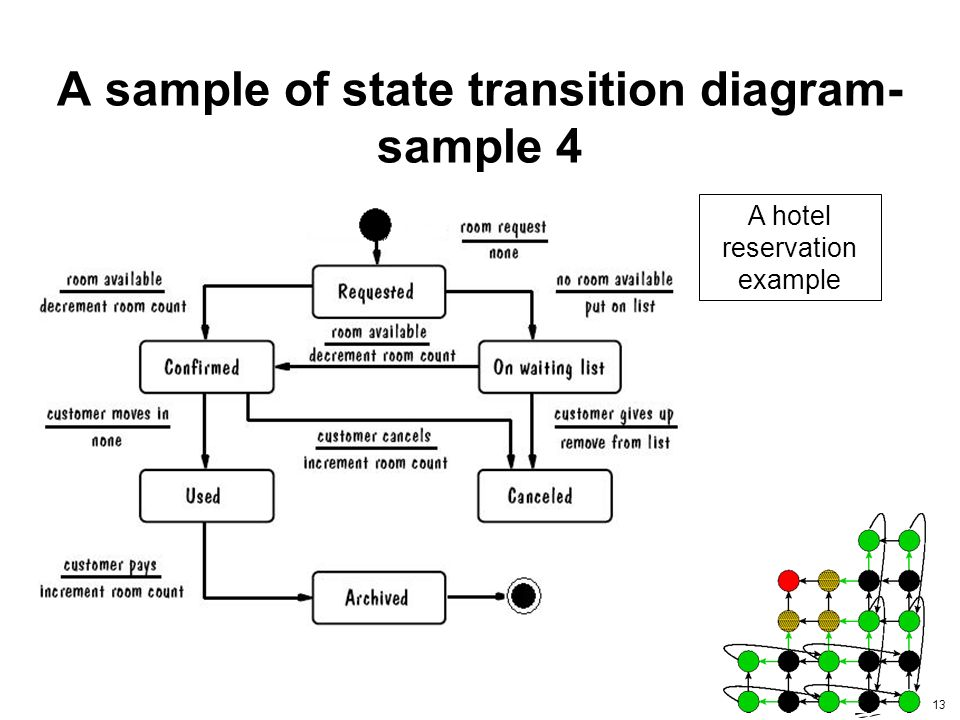 A sample of state transition diagram-
sample 4
A hotel
reservation
example
room request
none
room available
decrement room count
Requested
no room available
put on list
room available
decrement room count
Confirmed
On waiting list
customer moves in
none
customer cancels
increment room count
customer gives up
remove from list
Used
Canceled
customer pays
increment room count
Archived
13